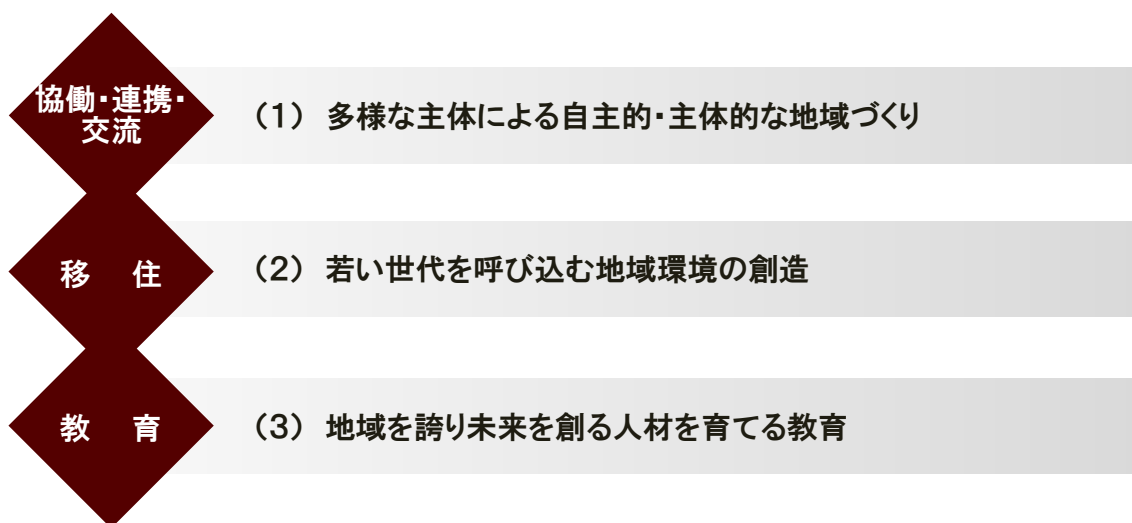 協働・連携・
交流
（１） 多様な主体による自主的・主体的な地域づくり
移　住
（２） 若い世代を呼び込む地域環境の創造
教　育
（３） 地域を誇り未来を創る人材を育てる教育